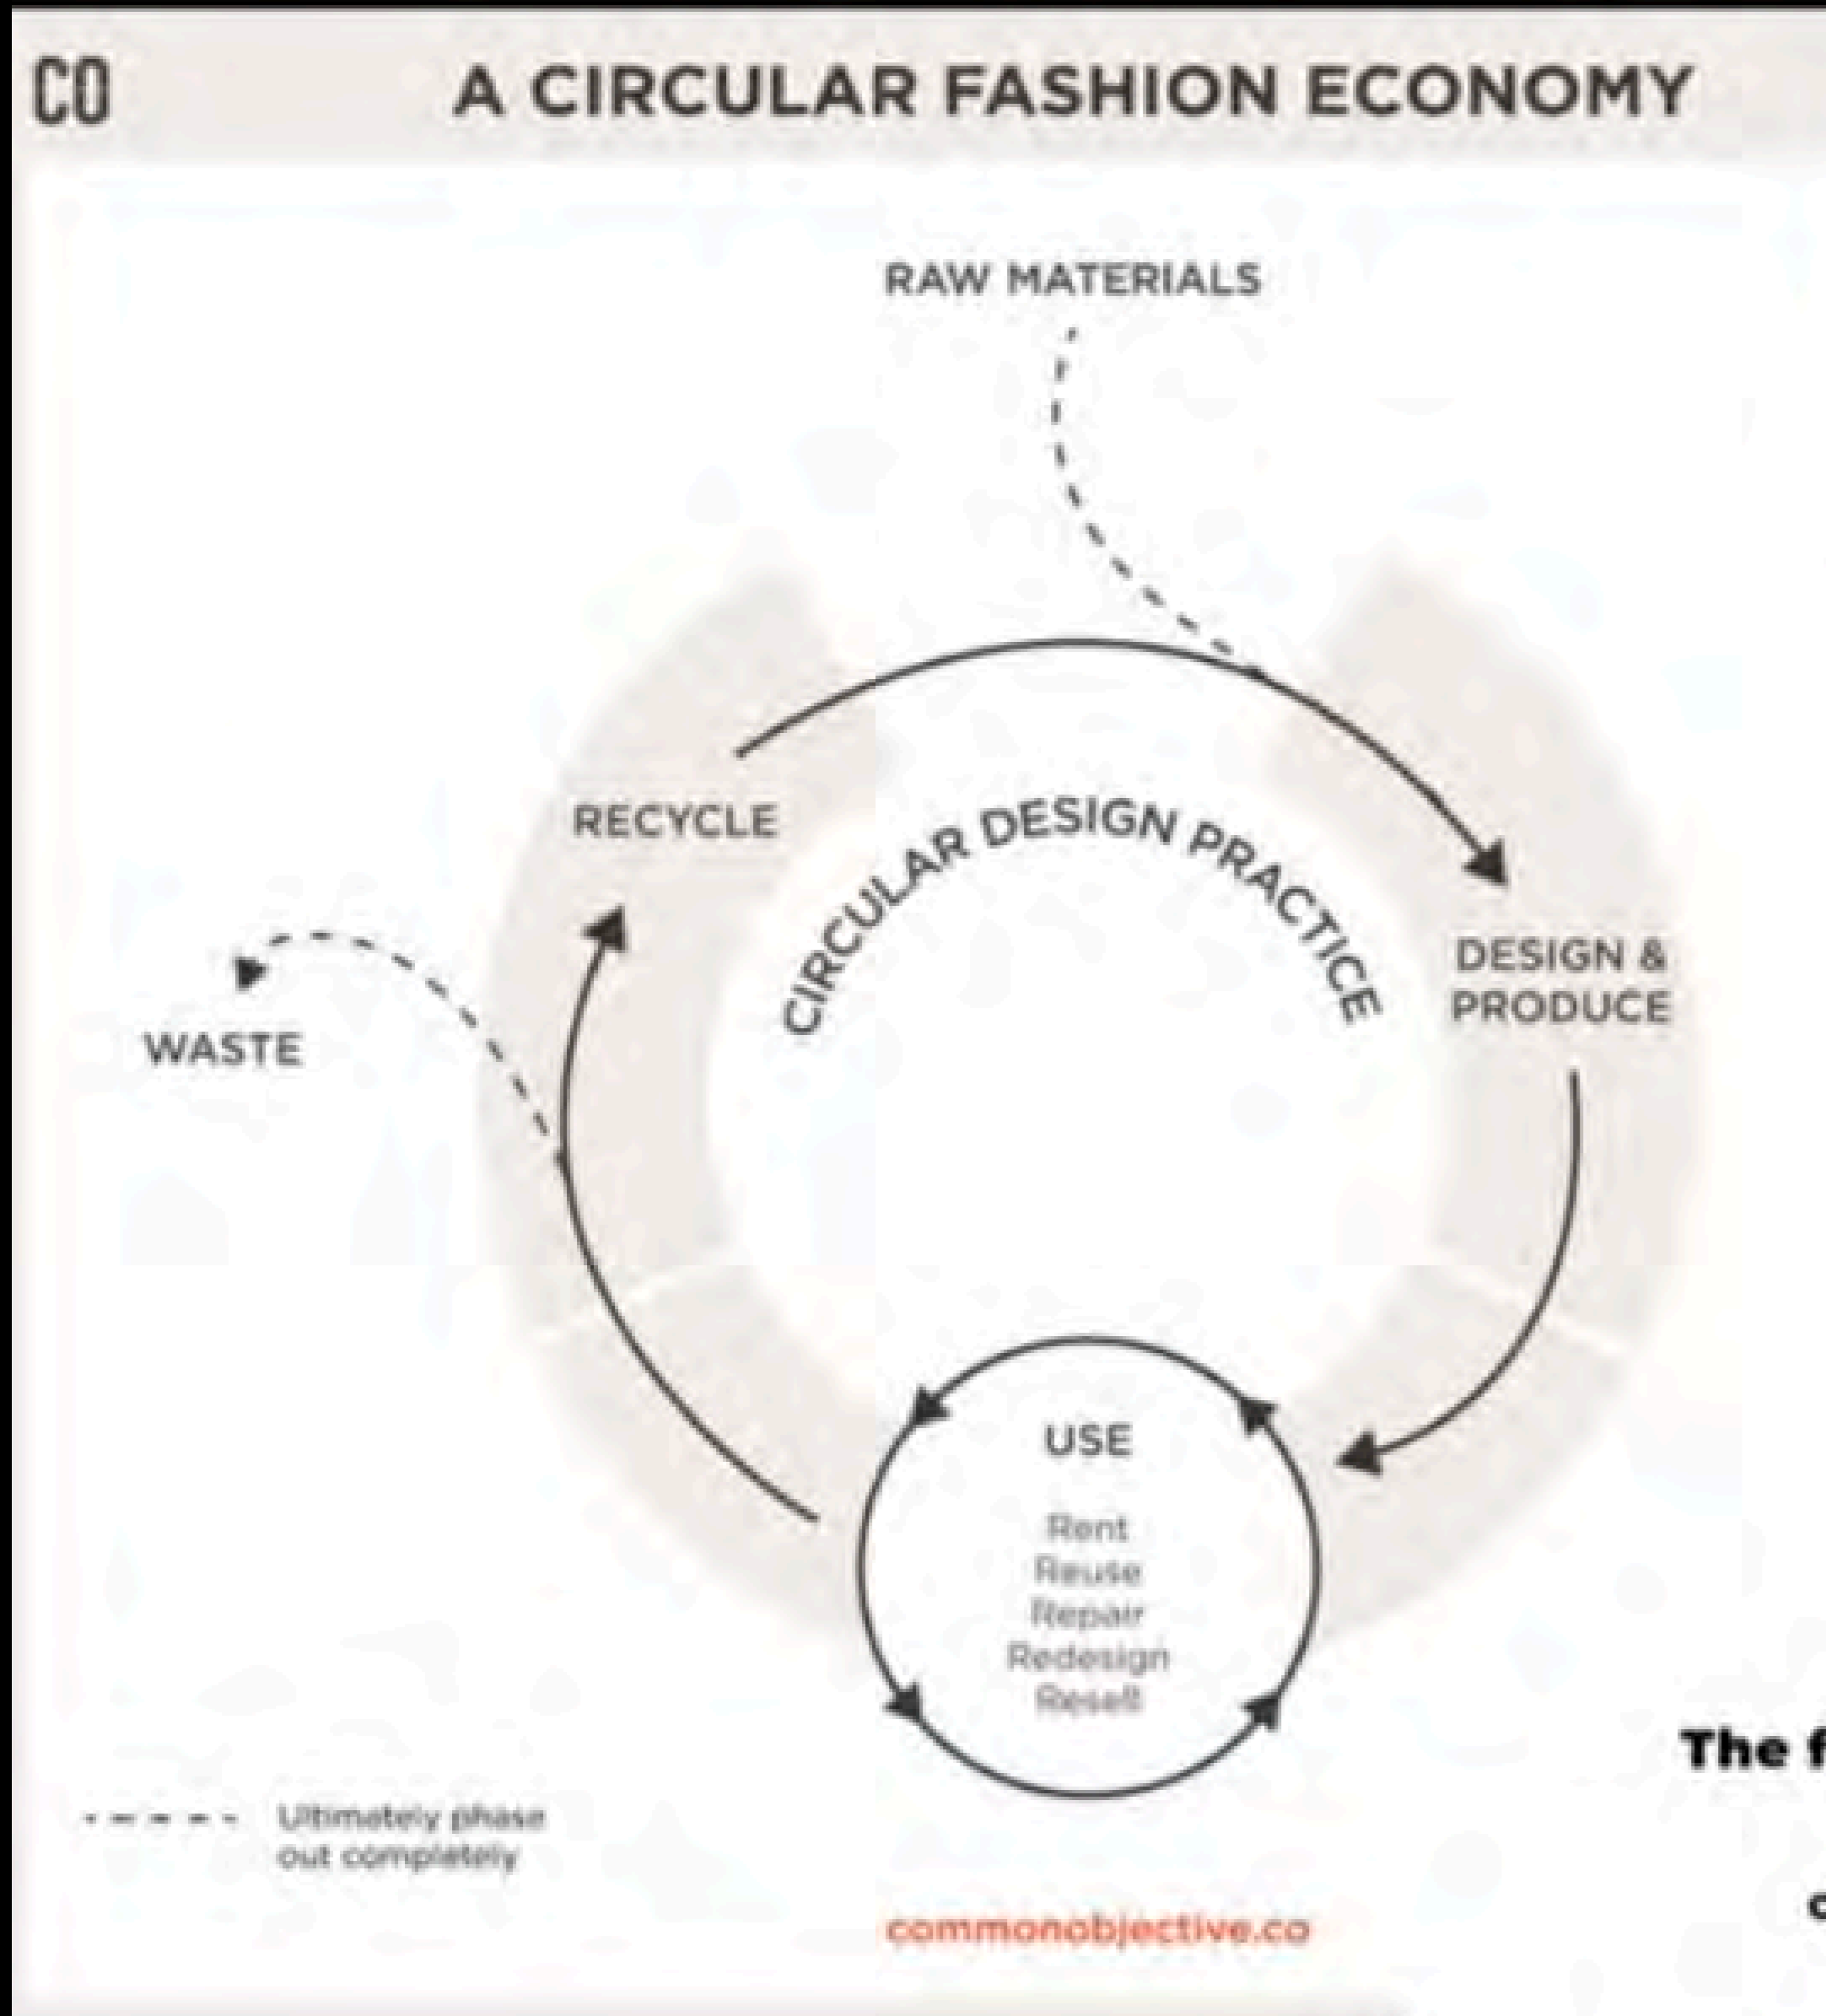 CO
A CIRCULAR FASHION ECONOMY
RAW MATERIALS
RECYCLE
CIRCULAR DESIGN PRACTICE
DESIGN &
PRODUCE
WASTE
USE
Rent
Reuse
Repair
Redesign
Resell
The f
Ultimately phase
out completely
commonobjective.co